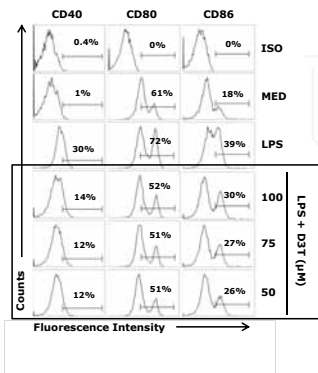 CD40 CD80 CD86
0.4% 0% 0% ISO
1% 61% 18% MED
30% 72% 39% LPS
14% 52% 30% 100
12% 51% 27% 75
12% 51% 26% 50
LPS + D3T (µM)
Counts
Fluorescence Intensity